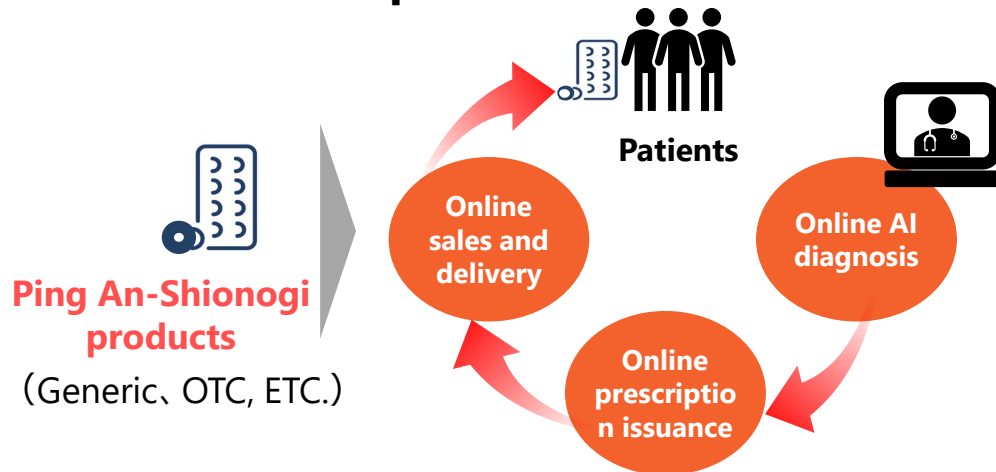 Patients
Online
sales and
delivery
Online AI
diagnosis
Ping An-Shionogi
products
（Generic、OTC, ETC.）
Online
prescriptio
n issuance